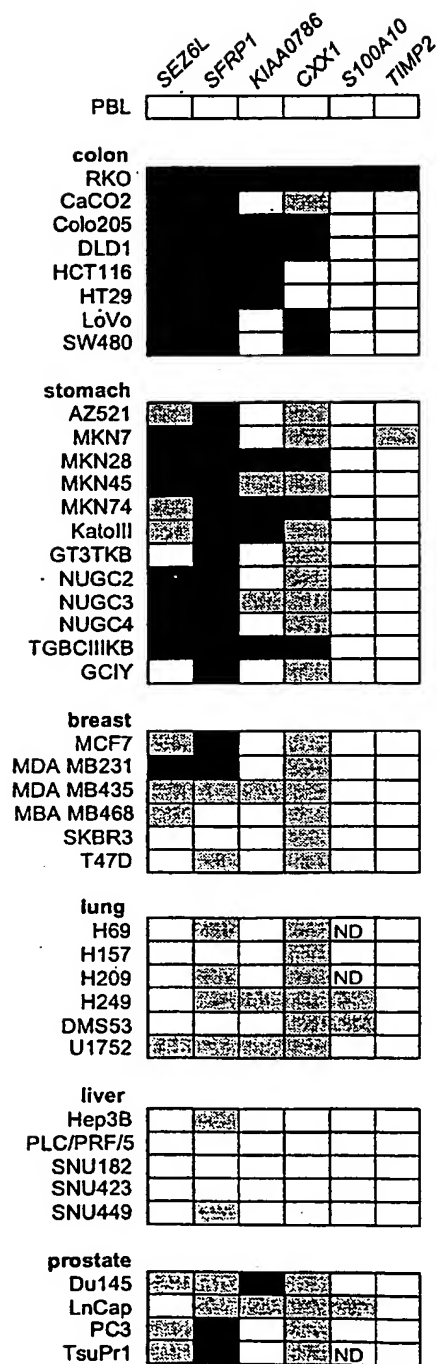 SEZ6L SFRP1 KIAA0786 CXX1 S100A10 TIMP2
PBL
colon
RKO
CaCO2
Colo205
DLD1
HCT116
HT29
LoVo
SW480
stomach
AZ521
MKN7
MKN28
MKN45
MKN74
KatoIII
GT3TKB
NUGC2
NUGC3
NUGC4
TGBCIIIKB
GCIY
breast
MCF7
MDA MB231
MDA MB435
MBA MB468
SKBR3
T47D
lung
H69 ND
H157
H209 ND
H249
DMS53
U1752
liver
Hep3B
PLC/PRF/5
SNU182
SNU423
SNU449
prostate
Du145
LnCap
PC3
TsuPr1 ND